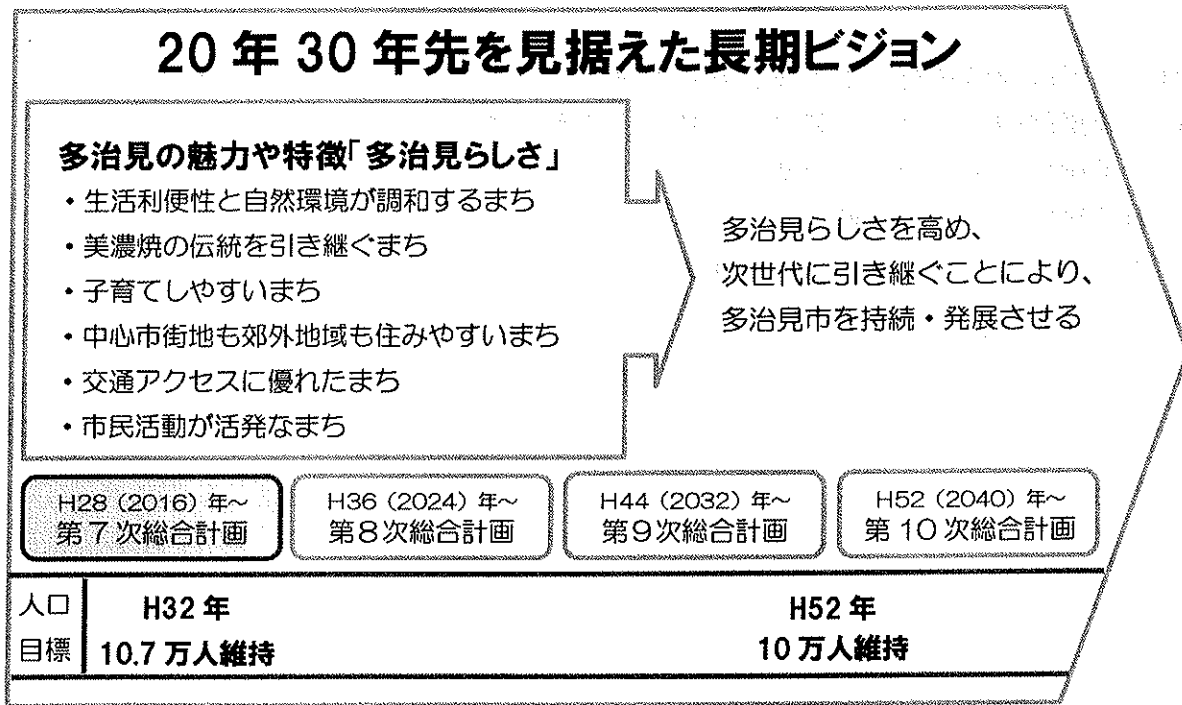 20年30年先を見据えた長期ビジョン
多治見の魅力や特徴「多治見らしさ」
・生活利便性と自然環境が調和するまち
・美濃焼の伝統を引き継ぐまち
・子育てしやすいまち
・中心市街地も郊外地域も住みやすいまち
・交通アクセスに優れたまち
・市民活動が活発なまち
多治見らしさを高め、
次世代に引き継ぐことにより、
多治見市を持続・発展させる
H28（2016）年～
第7次総合計画
H36（2024）年～
第8次総合計画
H44（2032）年～
第9次総合計画
H52（2040）年～
第10次総合計画
人口
目標
H32年
10.7万人維持
H52年
10万人維持